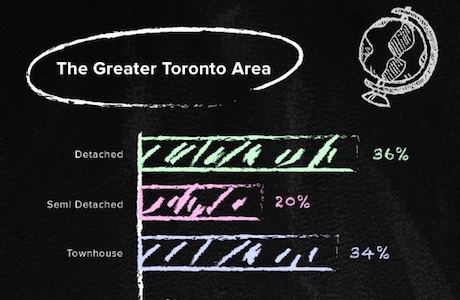 The Greater Toronto Area
Detached 36%
Semi Detached 20%
Townhouse 34%